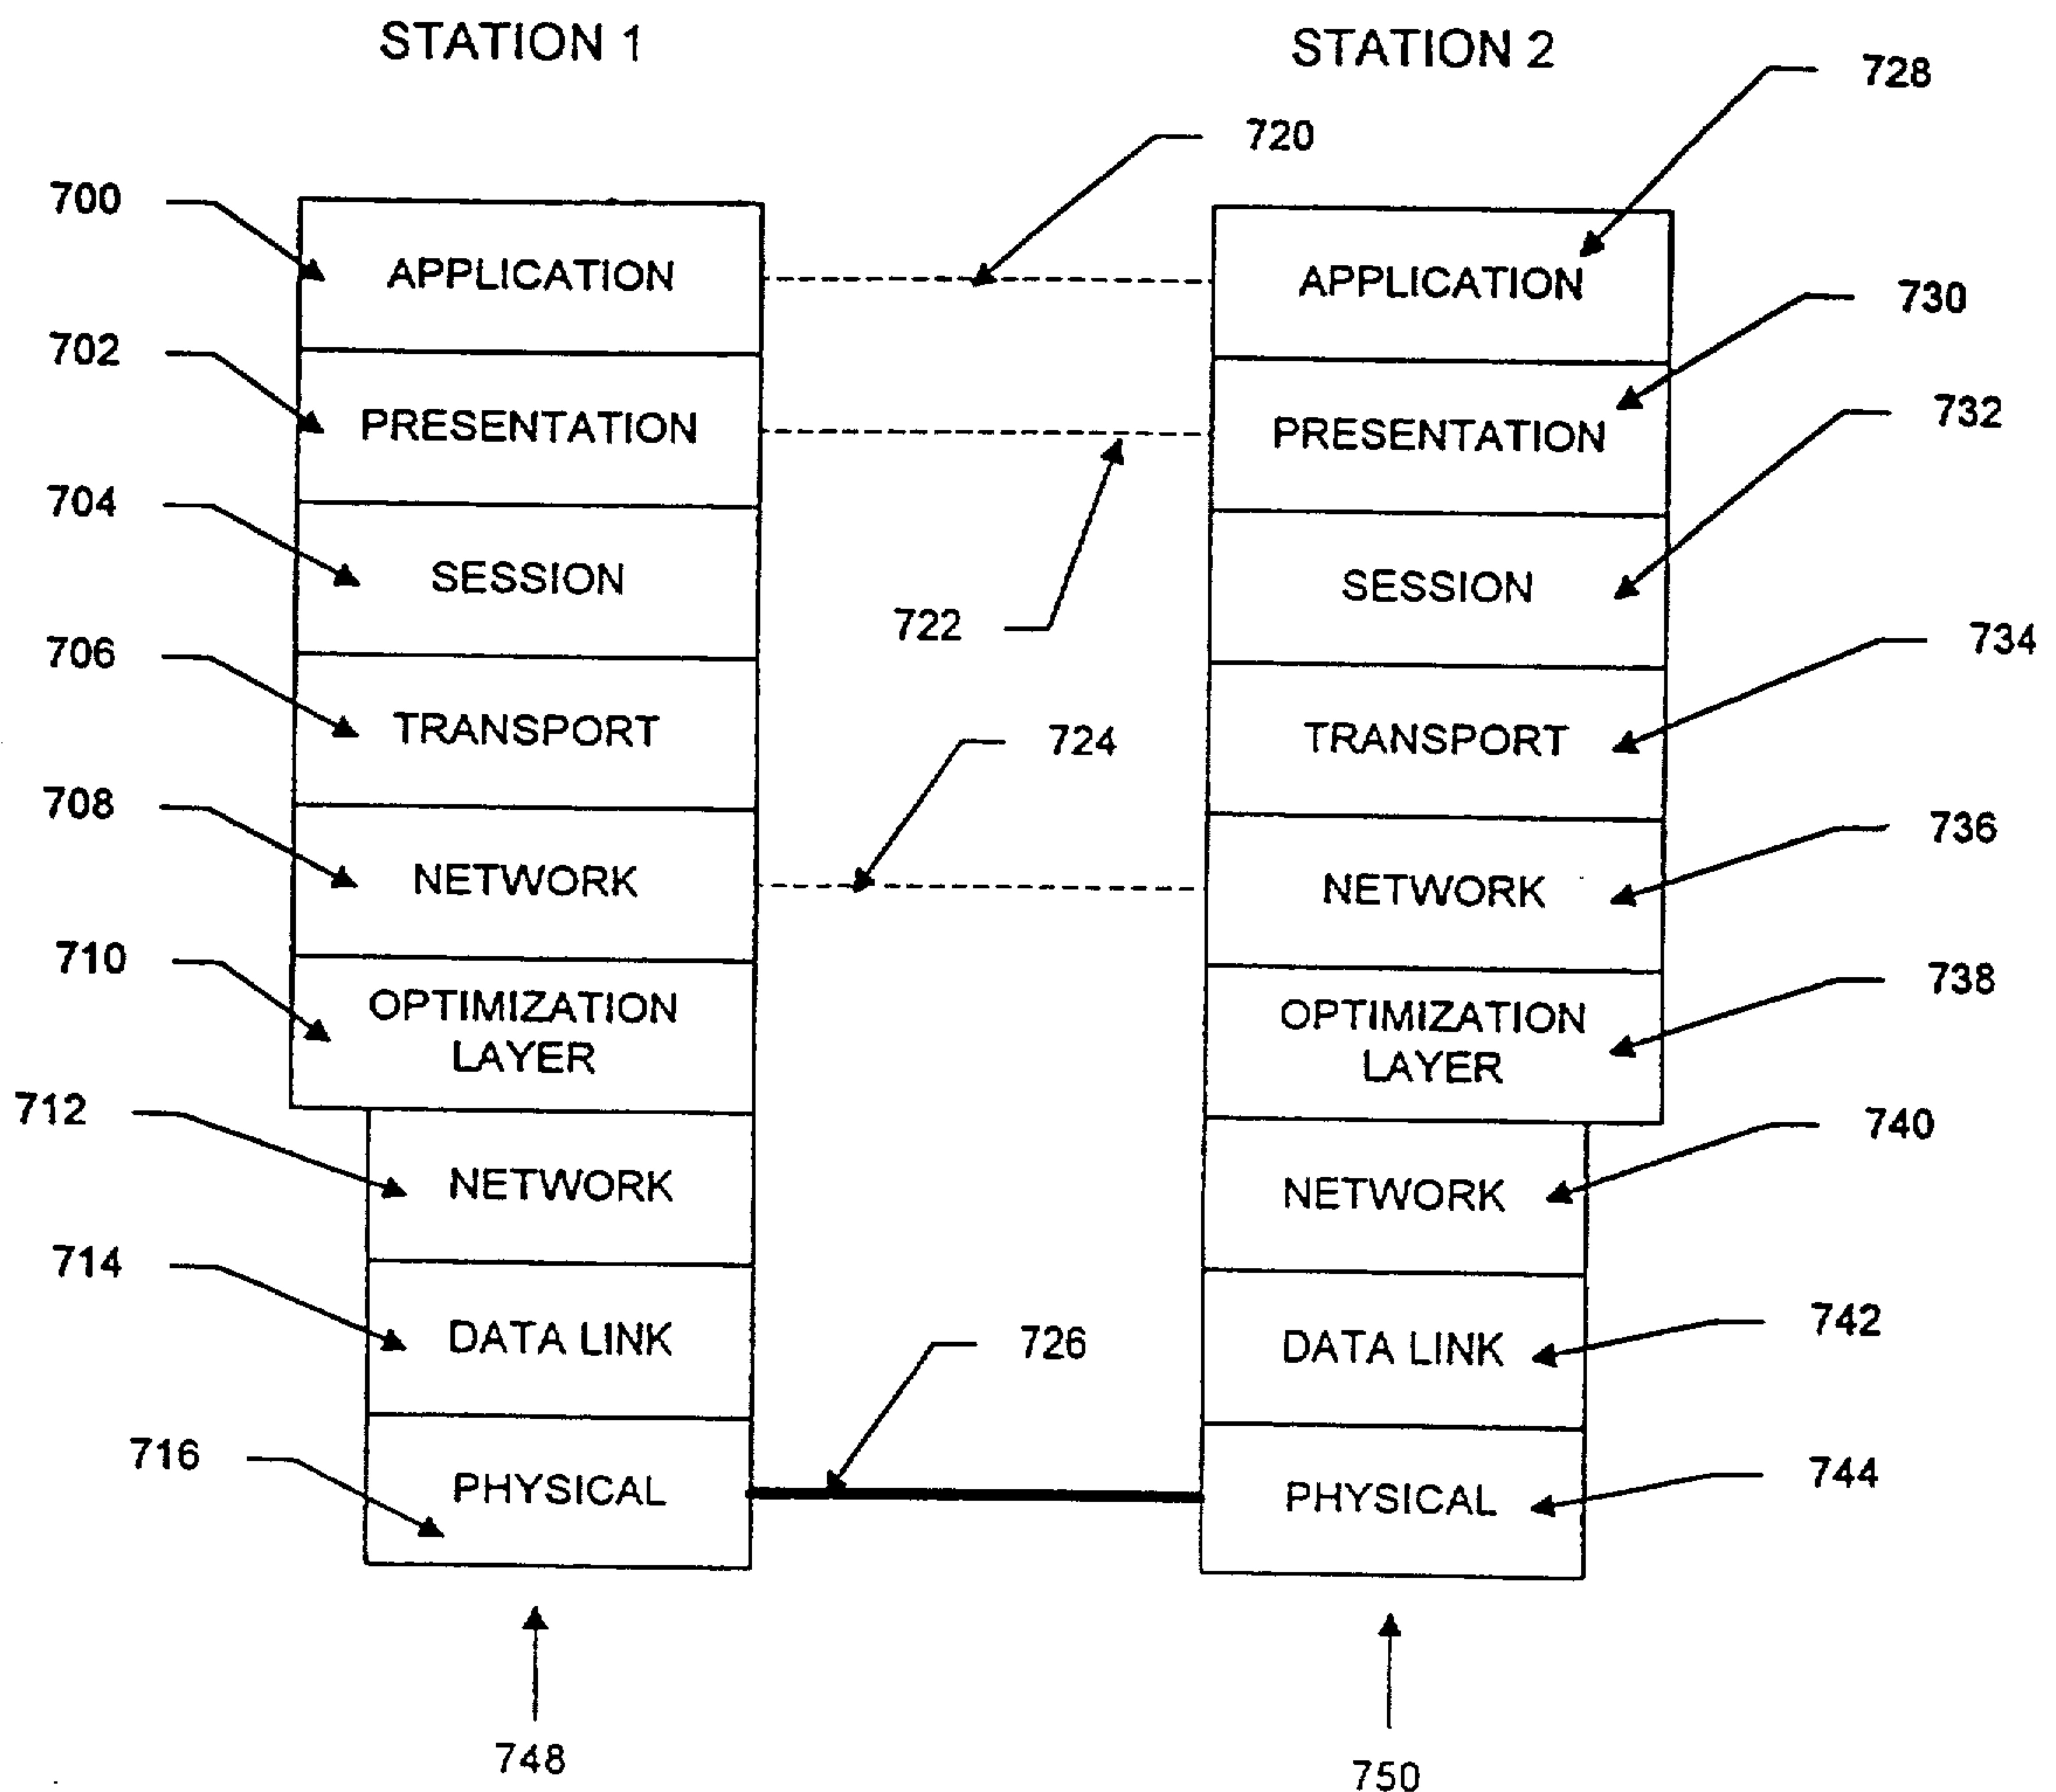 STATION 1
STATION 2
728
720
700
APPLICATION
APPLICATION
730
702
PRESENTATION
PRESENTATION
732
704
SESSION
SESSION
722
734
706
TRANSPORT
TRANSPORT
724
708
NETWORK
NETWORK
736
710
OPTIMIZATION
LAYER
OPTIMIZATION
LAYER
738
712
NETWORK
NETWORK
740
714
DATA LINK
DATA LINK
742
726
716
PHYSICAL
PHYSICAL
744
748
750